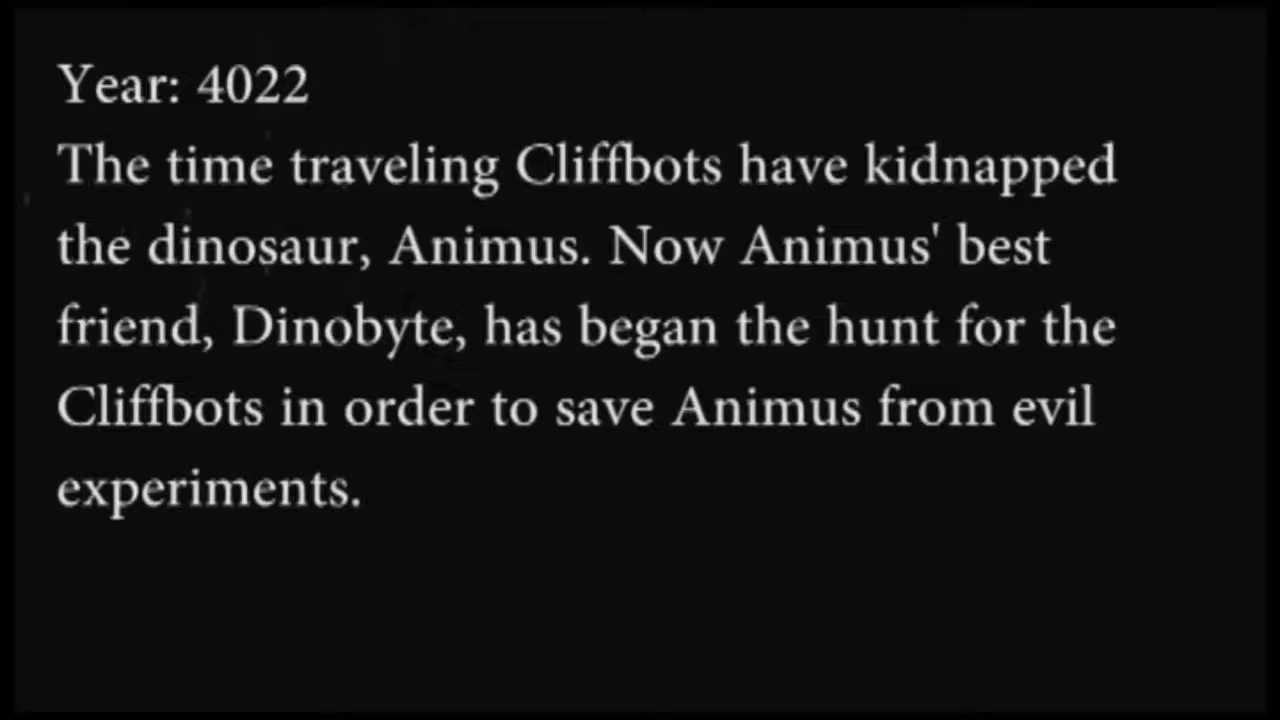 Year: 4022
The time traveling Cliffbots have kidnapped
the dinosaur, Animus. Now Animus' best
friend, Dinobyte, has began the hunt for the
Cliffbots in order to save Animus from evil
experiments.